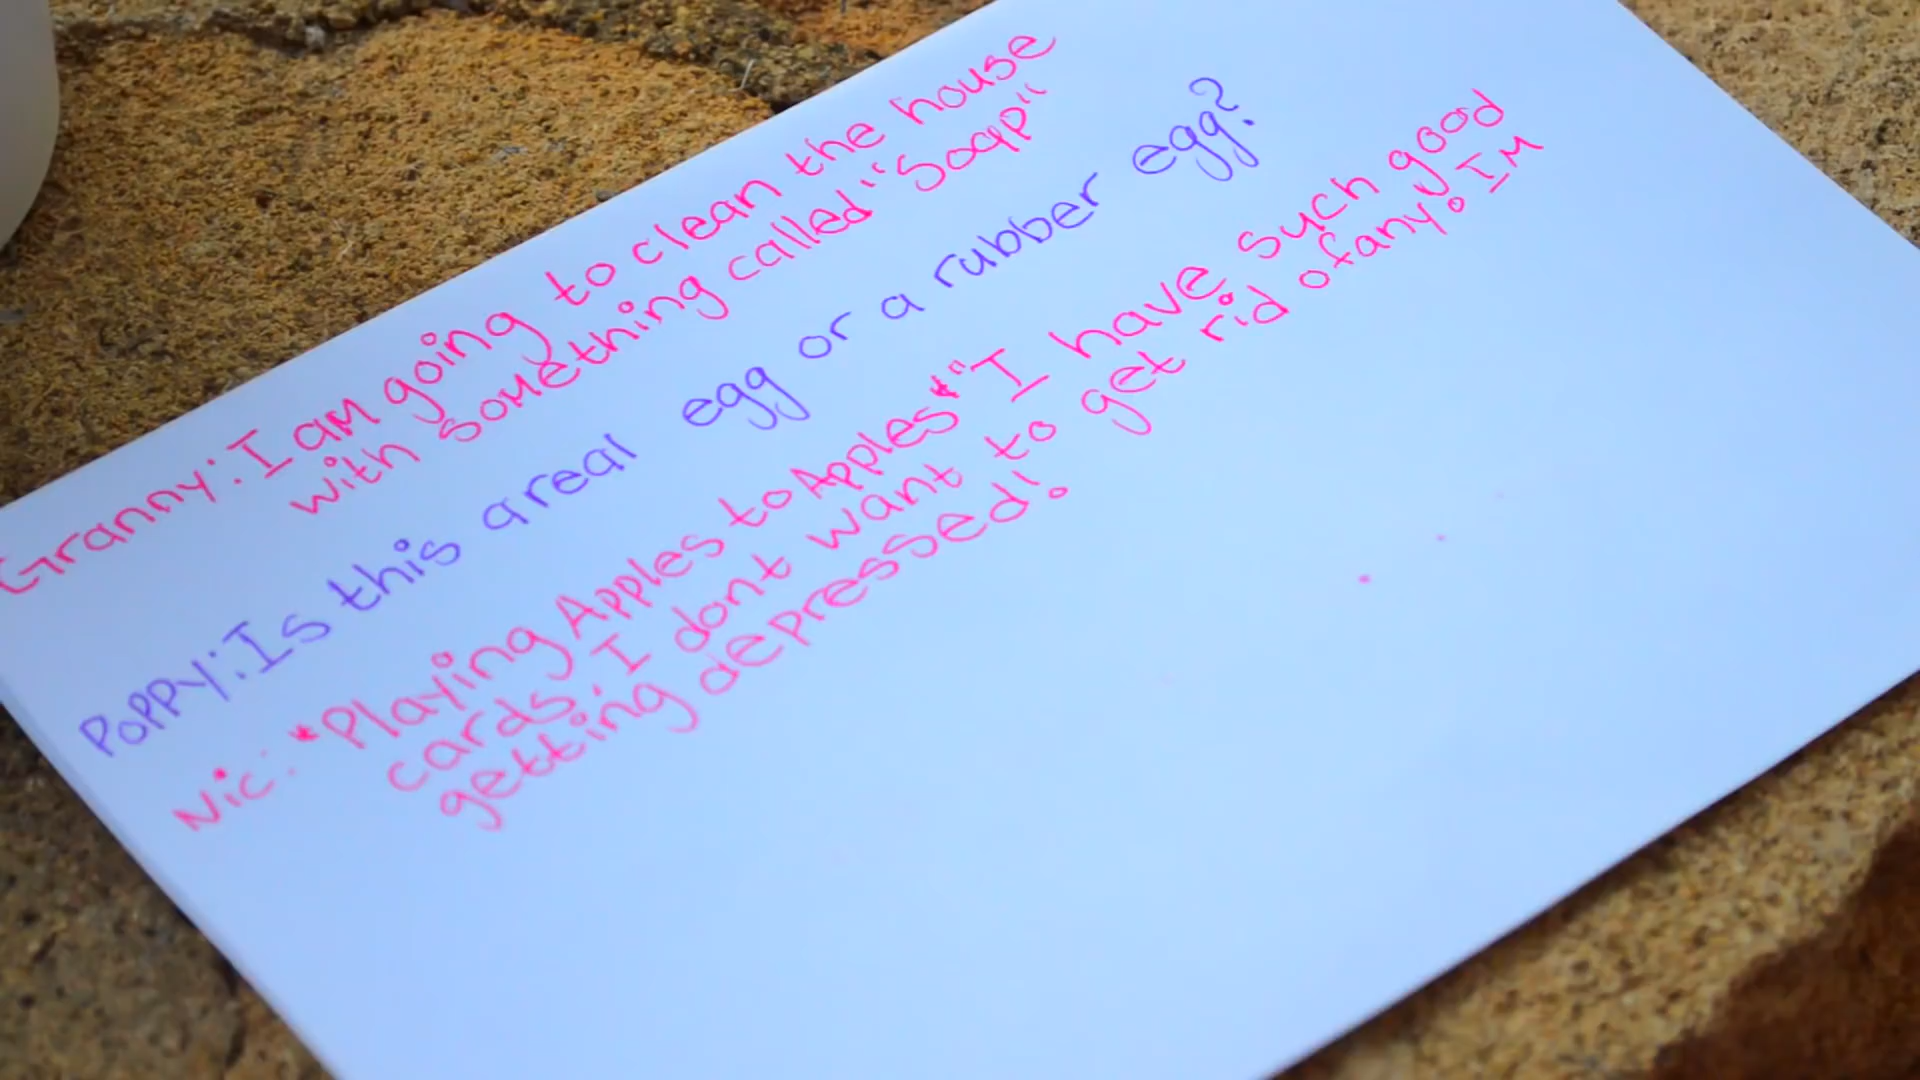 Granny: I am going to clean the house
with something called "Soap"
Poppy: Is this a real egg or a rubber egg?
Nic: *Playing Apples to Apples* "I have such good
cards, I dont want to get rid of any! IM
getting depressed!